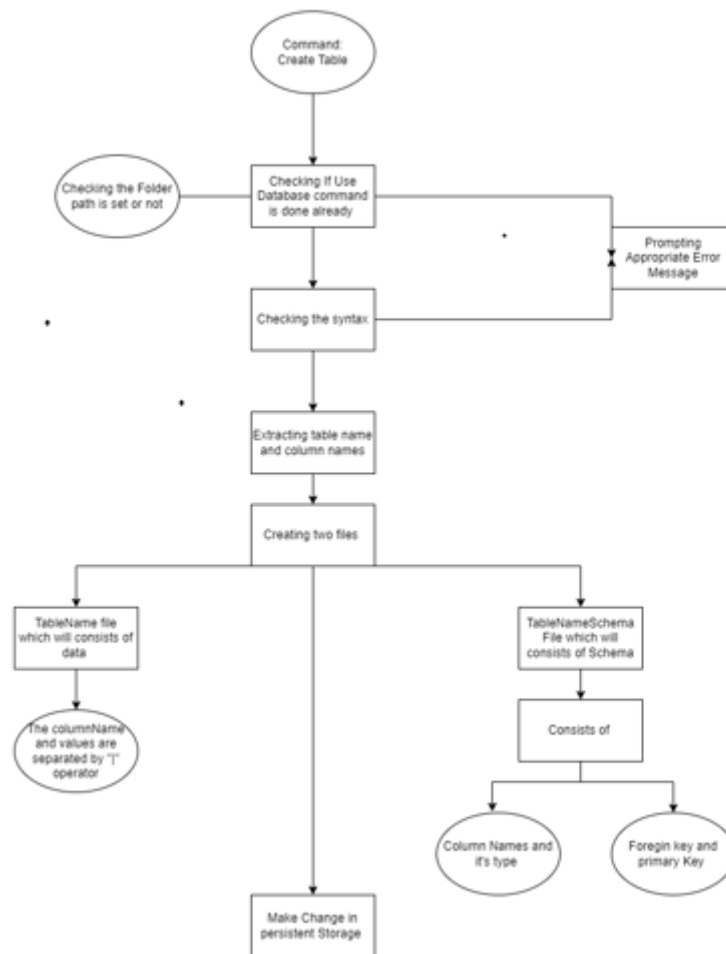 Command:
Create Table
Checking the Folder
path is set or not
Checking If Use
Database command
is done already
Prompting
Appropriate Error
Message
Checking the syntax
Extracting table name
and column names
Creating two files
TableName file
which will consists of
data
TableNameSchema
File which will
consists of Schema
The columnName
and values are
separated by "|"
operator
Consists of
Column Names and
it's type
Foregin key and
primary Key
Make Change in
persistent Storage